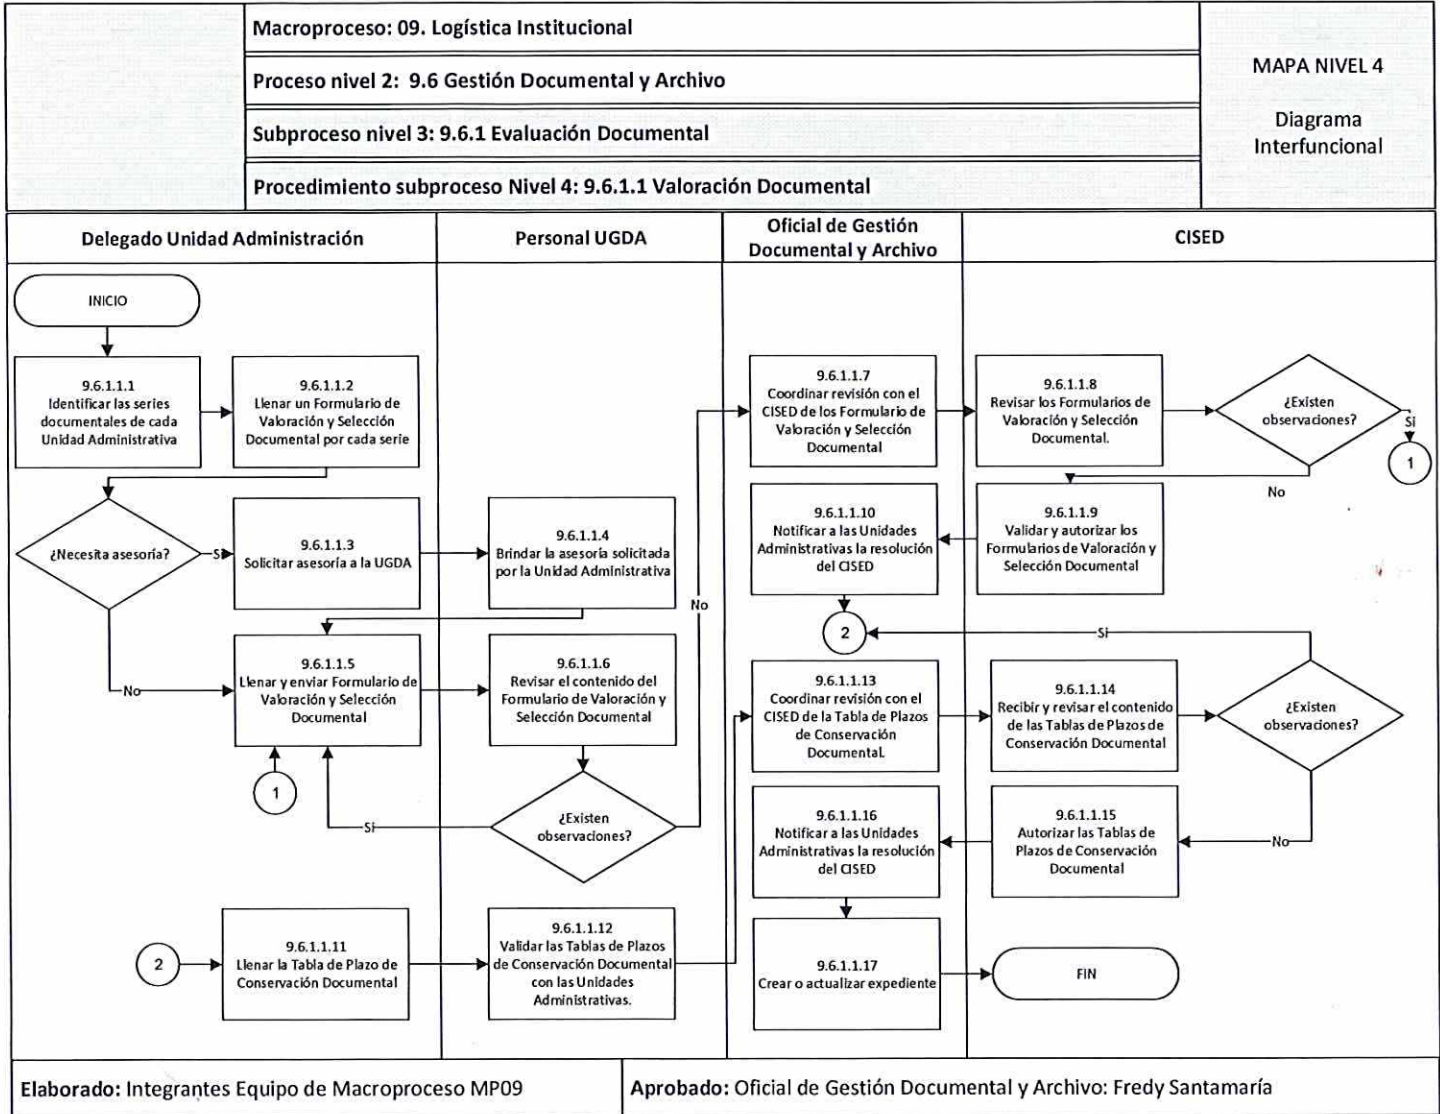 Macroproceso: 09. Logística Institucional
Proceso nivel 2: 9.6 Gestión Documental y Archivo
Subproceso nivel 3: 9.6.1 Evaluación Documental
Procedimiento subproceso Nivel 4: 9.6.1.1 Valoración Documental
MAPA NIVEL 4
Diagrama
Interfuncional
Delegado Unidad Administración
Personal UGDA
Oficial de Gestión
Documental y Archivo
CISED
INICIO
9.6.1.1.1
Identificar las series
documentales de cada
Unidad Administrativa
9.6.1.1.2
Llenar un Formulario de
Valoración y Selección
Documental por cada serie
¿Necesita asesoría?
Si
9.6.1.1.3
Solicitar asesoría a la UGDA
9.6.1.1.4
Brindar la asesoría solicitada
por la Unidad Administrativa
No
9.6.1.1.5
Llenar y enviar Formulario de
Valoración y Selección
Documental
1
9.6.1.1.6
Revisar el contenido del
Formulario de Valoración y
Selección Documental
¿Existen
observaciones?
Si
No
9.6.1.1.7
Coordinar revisión con el
CISED de los Formulario de
Valoración y Selección
Documental
9.6.1.1.8
Revisar los Formularios de
Valoración y Selección
Documental.
¿Existen
observaciones?
Si
1
No
9.6.1.1.9
Validar y autorizar los
Formularios de Valoración y
Selección Documental
9.6.1.1.10
Notificar a las Unidades
Administrativas la resolución
del CISED
2
2
9.6.1.1.11
Llenar la Tabla de Plazo de
Conservación Documental
9.6.1.1.12
Validar las Tablas de Plazos
de Conservación Documental
con las Unidades
Administrativas.
9.6.1.1.13
Coordinar revisión con el
CISED de la Tabla de Plazos
de Conservación
Documental.
9.6.1.1.14
Recibir y revisar el contenido
de las Tablas de Plazos de
Conservación Documental
¿Existen
observaciones?
Si
No
9.6.1.1.15
Autorizar las Tablas de
Plazos de Conservación
Documental
9.6.1.1.16
Notificar a las Unidades
Administrativas la resolución
del CISED
9.6.1.1.17
Crear o actualizar expediente
FIN
Elaborado: Integrantes Equipo de Macroproceso MP09
Aprobado: Oficial de Gestión Documental y Archivo: Fredy Santamaría